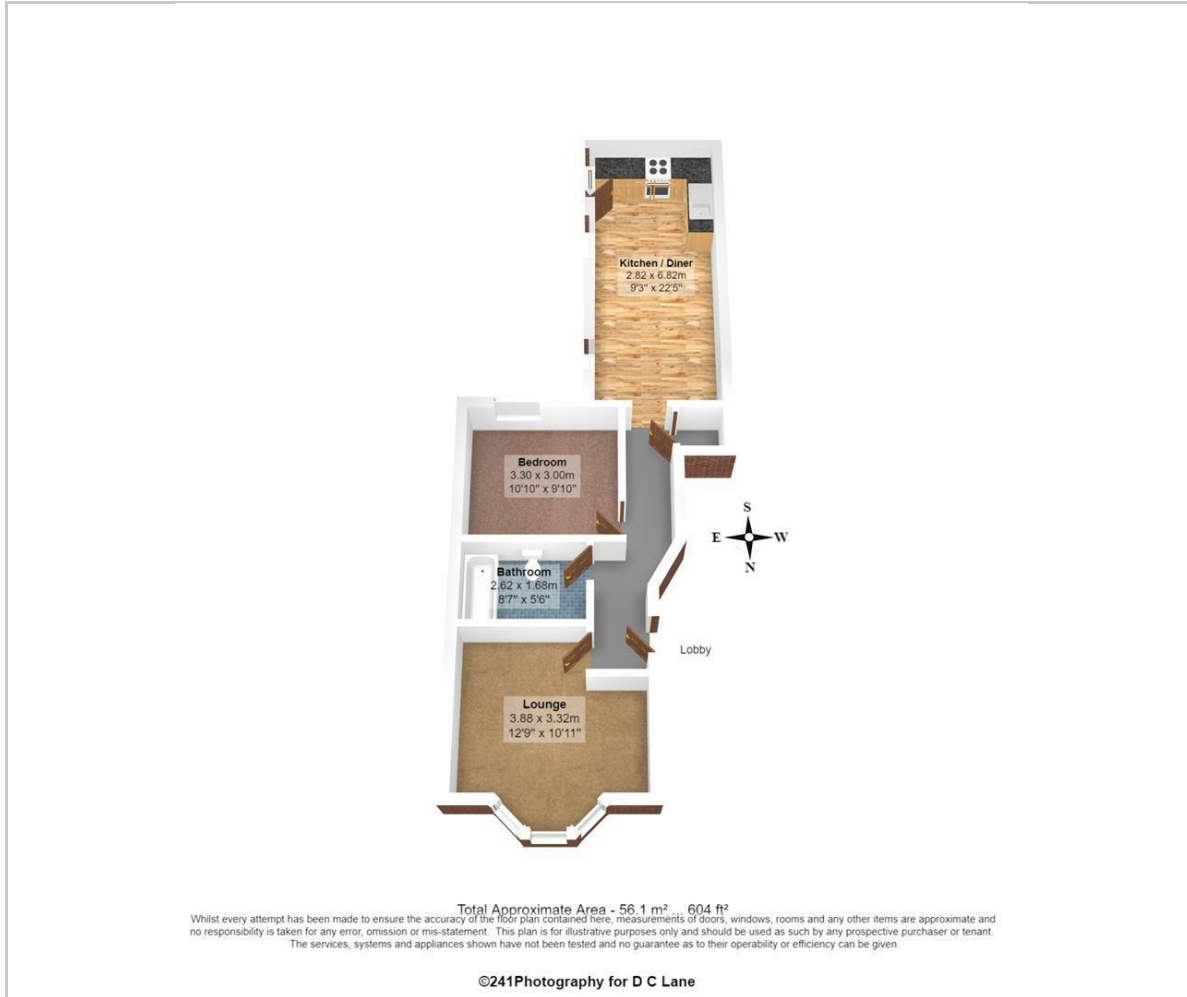 Kitchen / Diner
2.82 x 6.82m
9'3" x 22'5"
Bedroom
3.30 x 3.00m
10'10" x 9'10"
S
E W
N
Bathroom
2.62 x 1.68m
8'7" x 5'6"
Lobby
Lounge
3.88 x 3.32m
12'9" x 10'11"
Total Approximate Area - 56.1 m² ... 604 ft²
Whilst every attempt has been made to ensure the accuracy of the floor plan contained here, measurements of doors, windows, rooms and any other items are approximate and
no responsibility is taken for any error, omission or mis-statement. This plan is for illustrative purposes only and should be used as such by any prospective purchaser or tenant.
The services, systems and appliances shown have not been tested and no guarantee as to their operability or efficiency can be given.
©241Photography for D C Lane